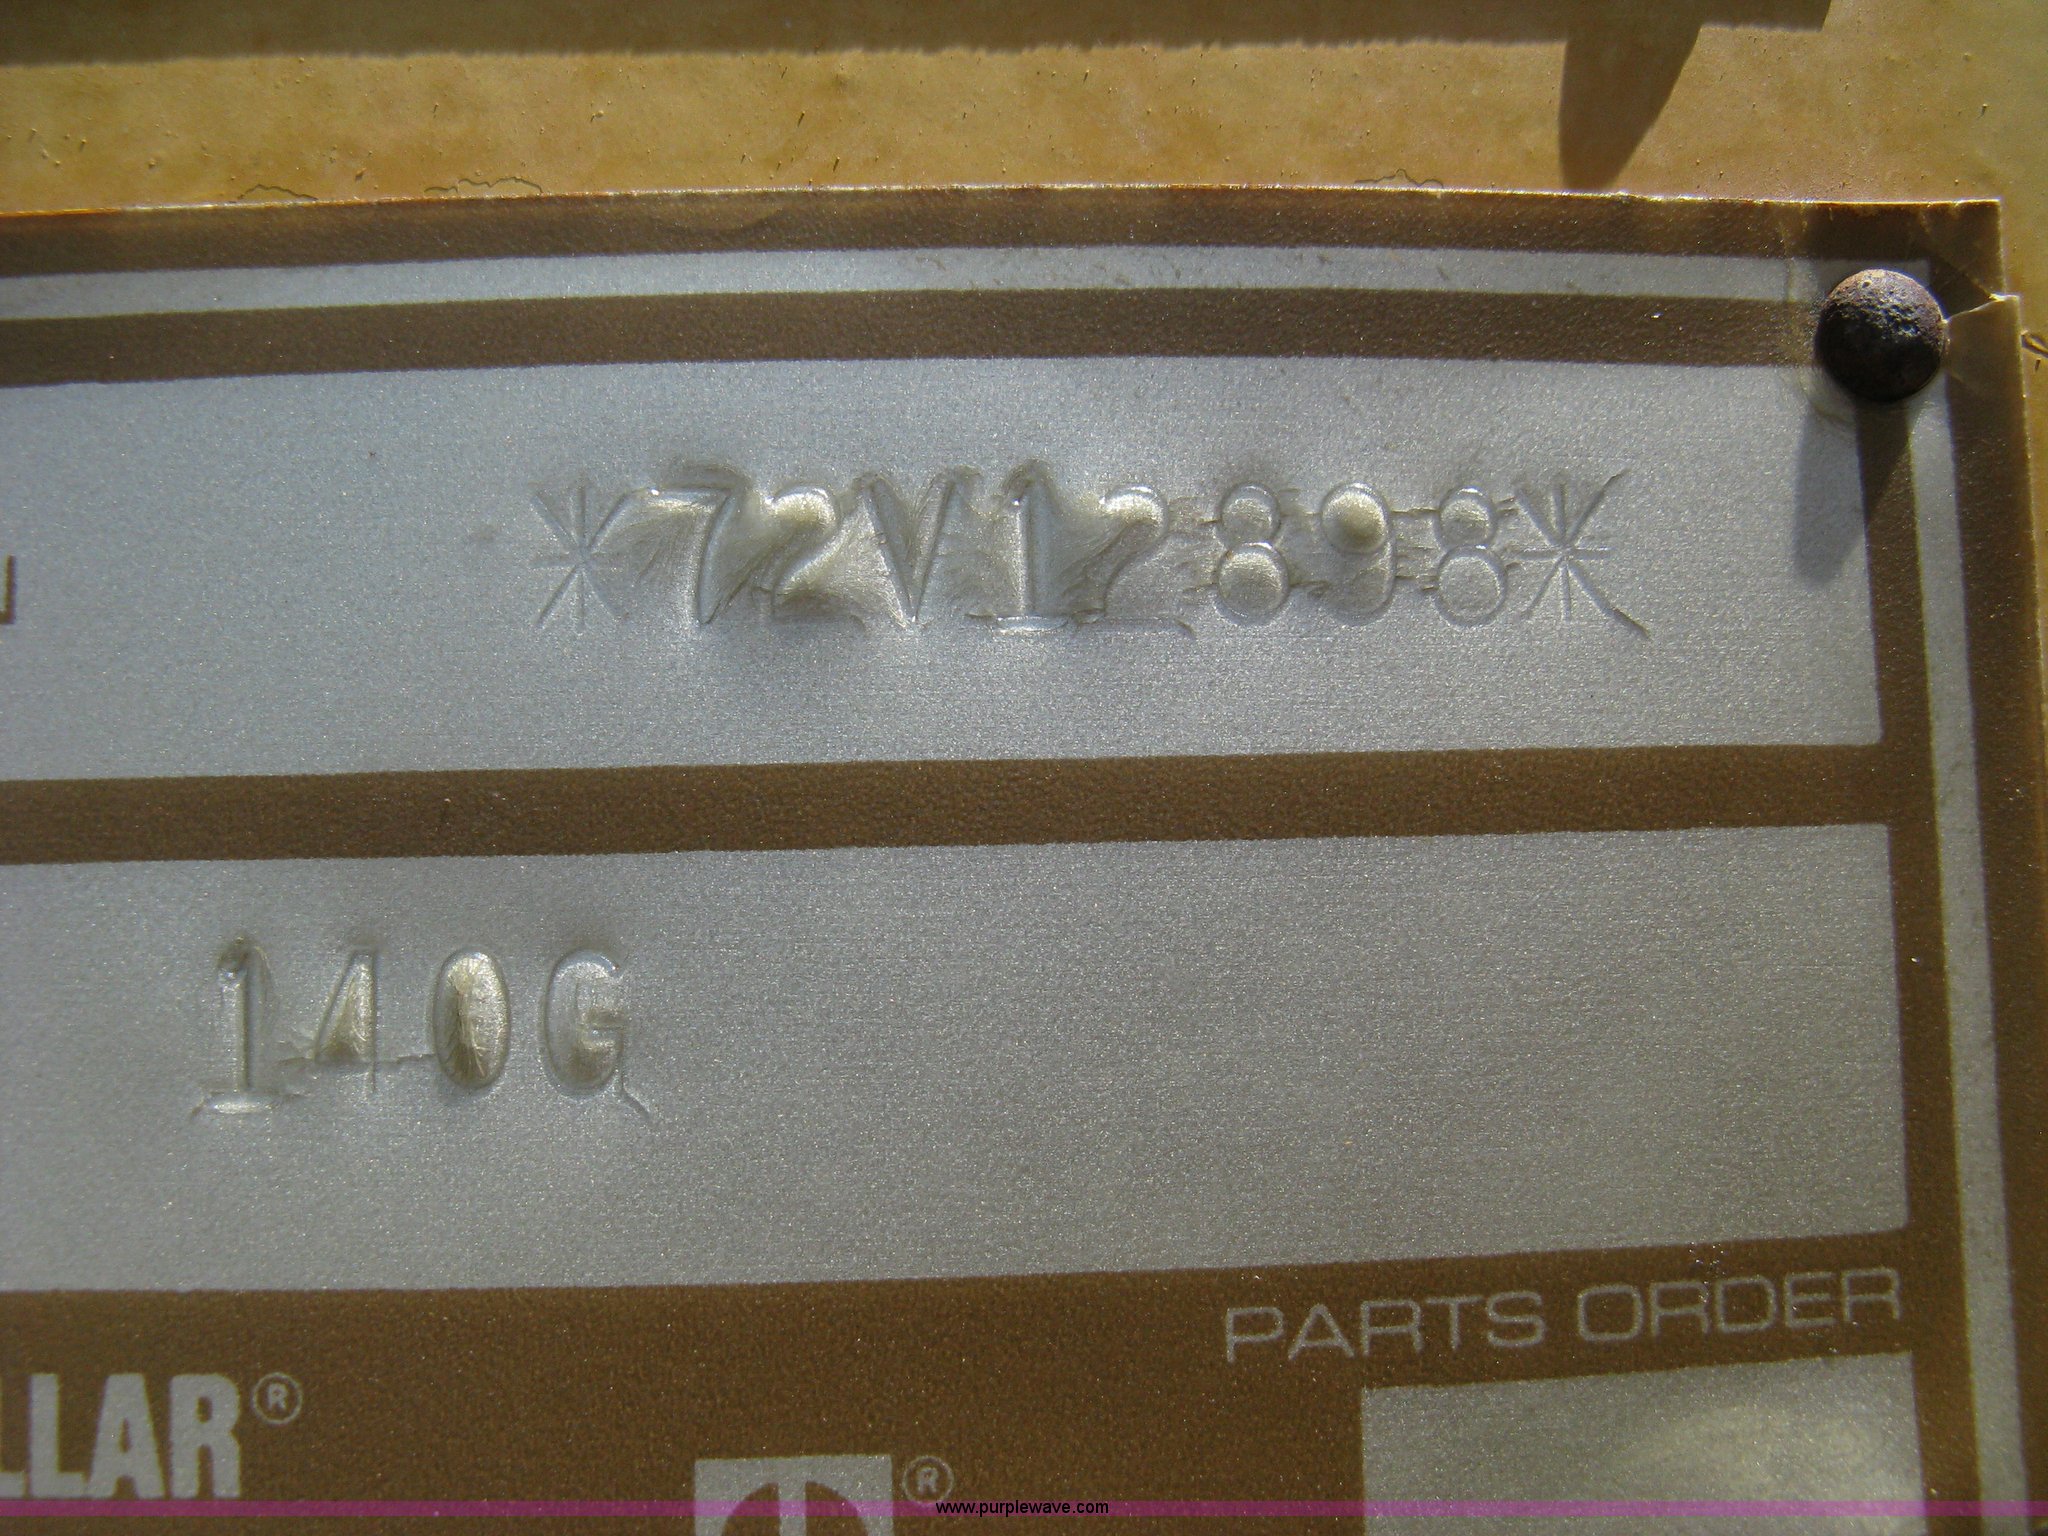 *72V12898*
140G
PARTS ORDER
LLAR®
®
www.purplewave.com